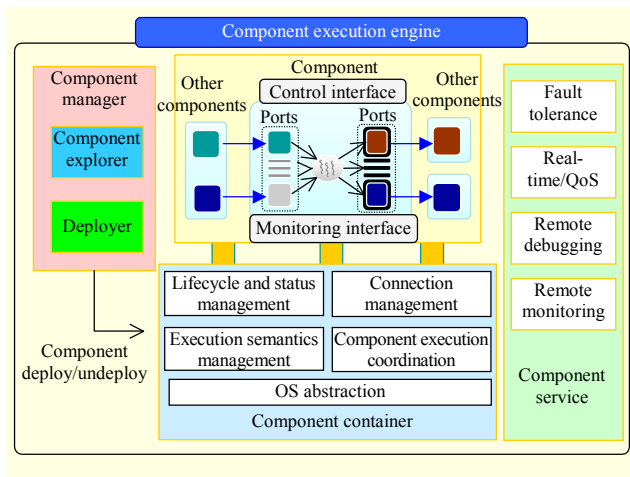 Component execution engine
Component
manager
Component
explorer
Deployer
Component
deploy/undeploy
Component
Other
components
Control interface
Other
components
Ports
Ports
Monitoring interface
Lifecycle and status
management
Connection
management
Execution semantics
management
Component execution
coordination
OS abstraction
Component container
Fault
tolerance
Real-
time/QoS
Remote
debugging
Remote
monitoring
Component
service